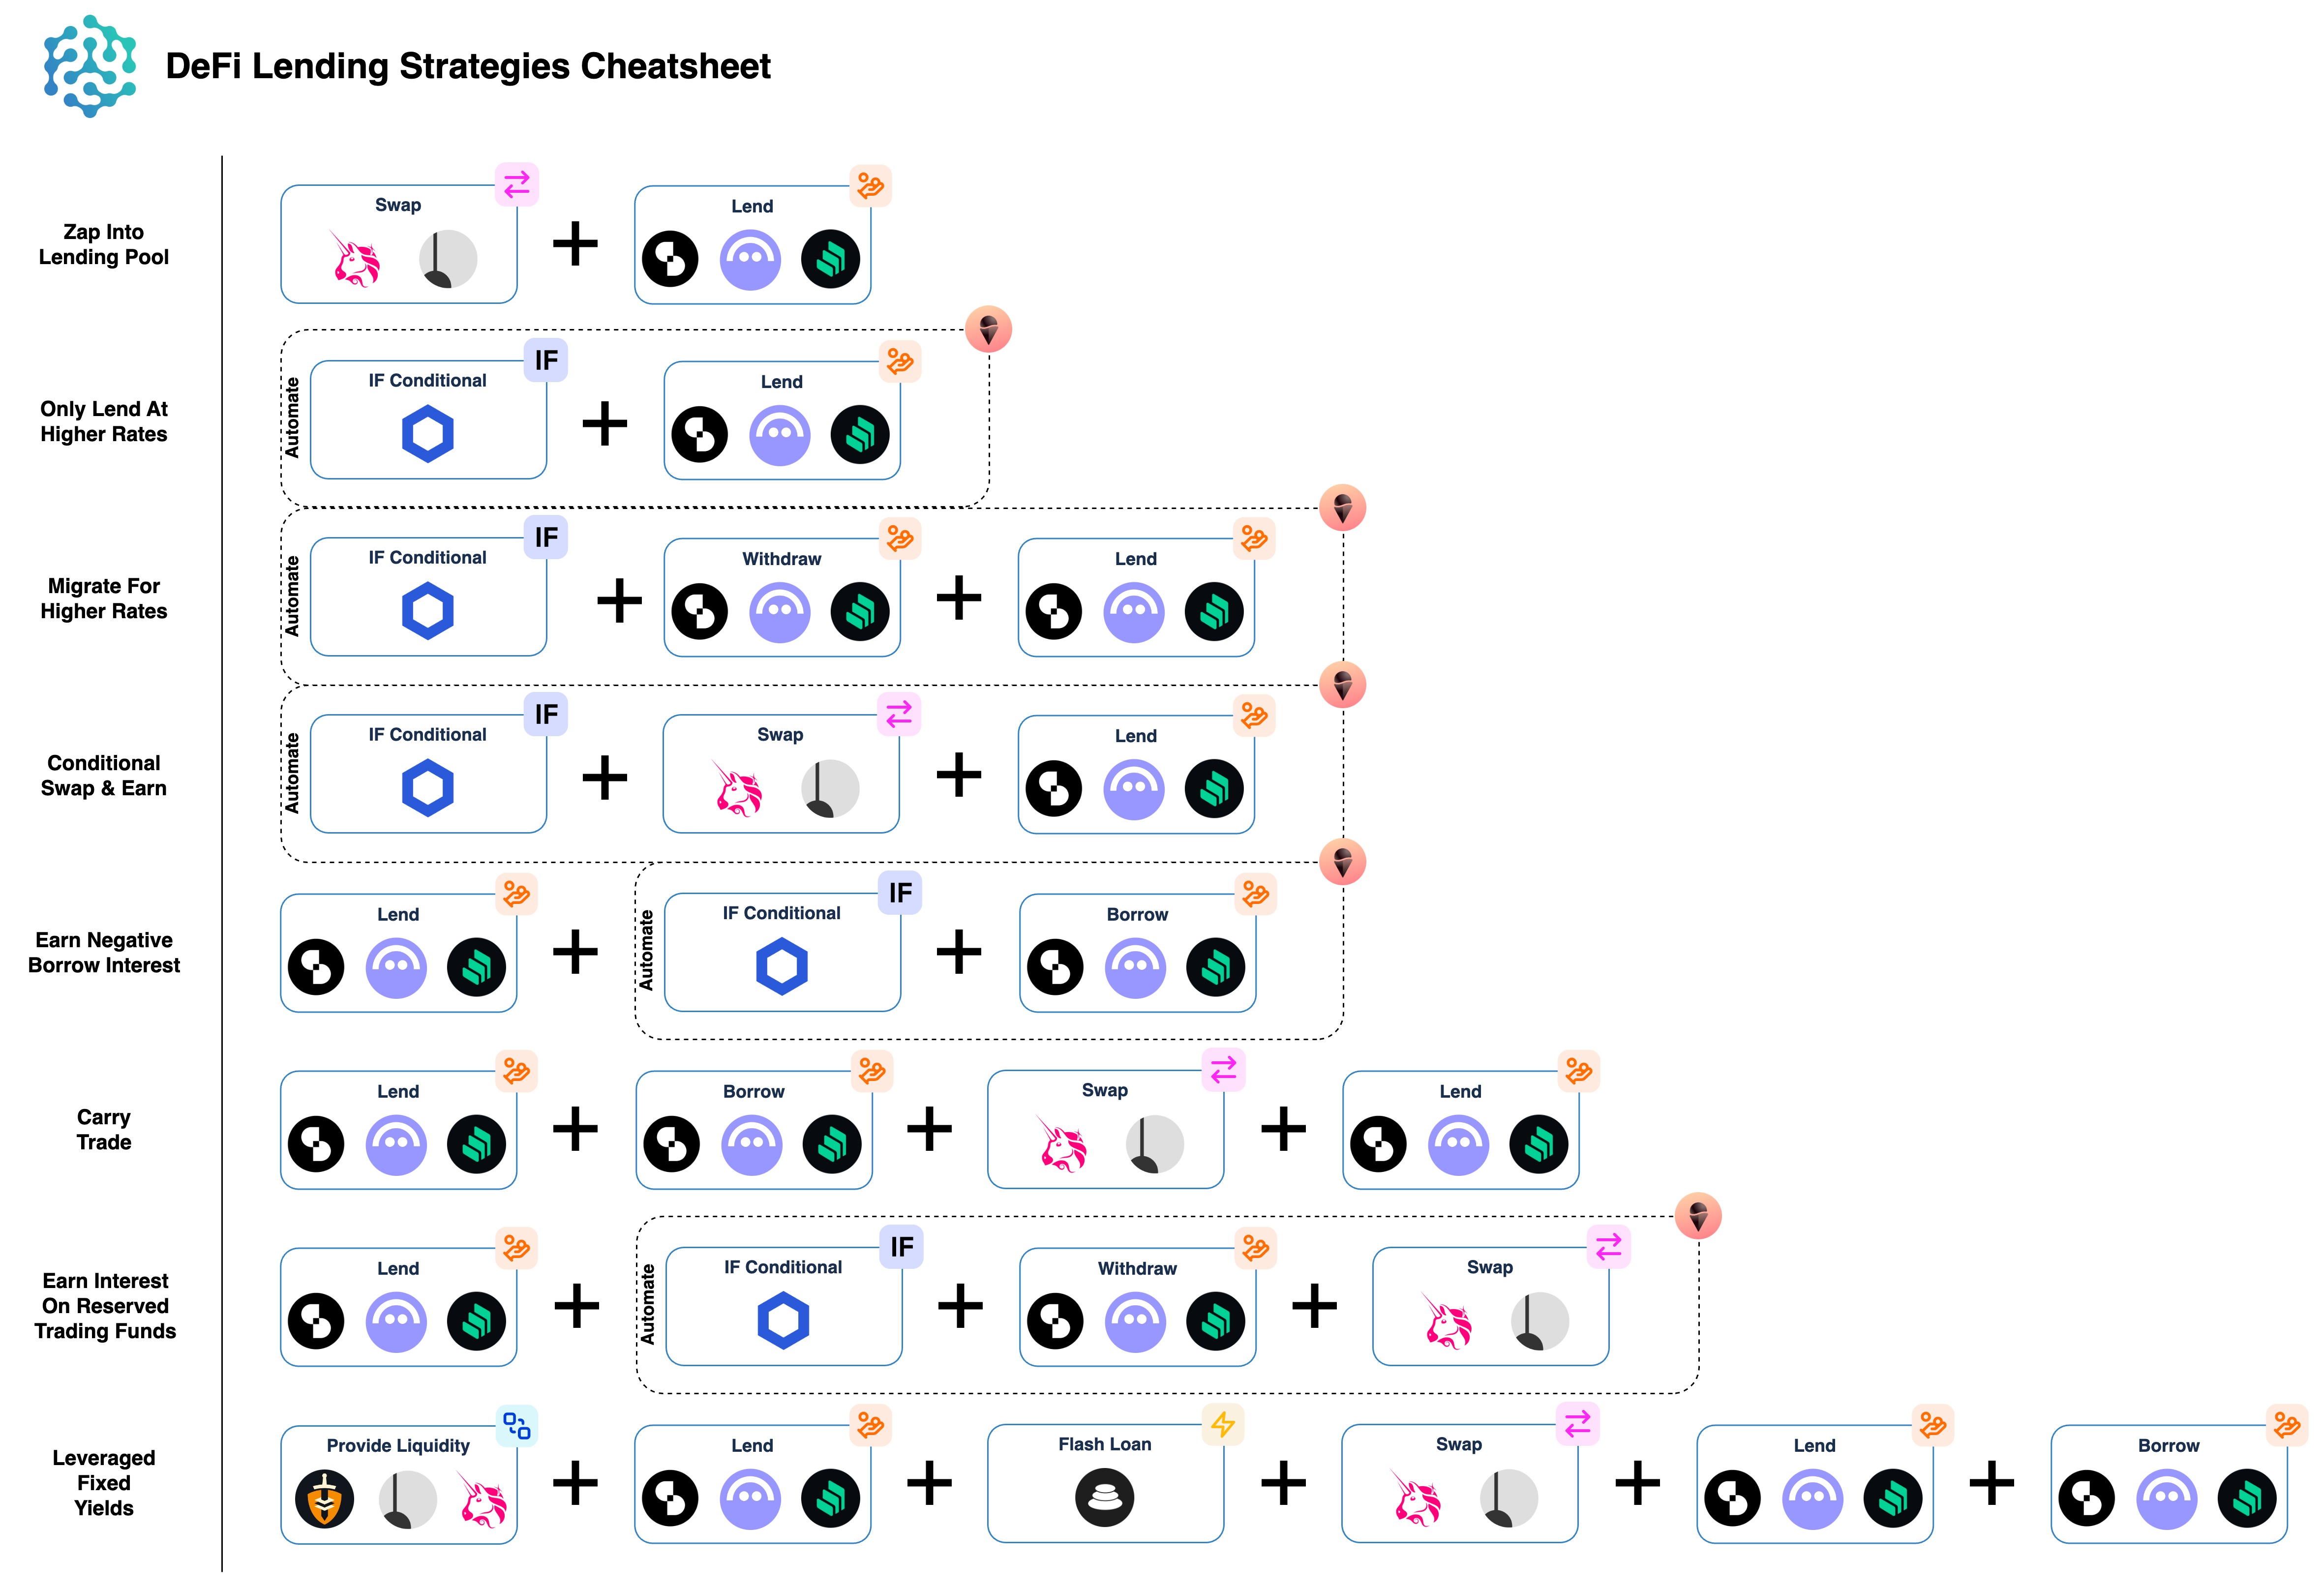 DeFi Lending Strategies Cheatsheet
Zap Into
Lending Pool
Swap
Lend
Only Lend At
Higher Rates
Automate
IF Conditional
IF
Lend
Migrate For
Higher Rates
Automate
IF Conditional
IF
Withdraw
Lend
Conditional
Swap & Earn
Automate
IF Conditional
IF
Swap
Lend
Earn Negative
Borrow Interest
Lend
Automate
IF Conditional
IF
Borrow
Carry
Trade
Lend
Borrow
Swap
Lend
Earn Interest
On Reserved
Trading Funds
Lend
Automate
IF Conditional
IF
Withdraw
Swap
Leveraged
Fixed
Yields
Provide Liquidity
Lend
Flash Loan
Swap
Lend
Borrow